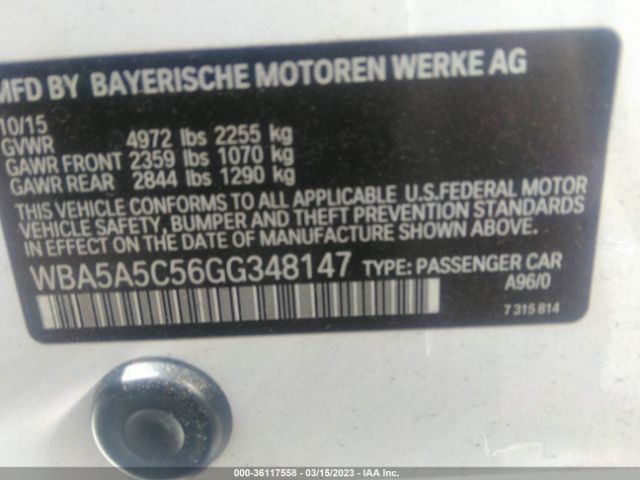 MFD BY BAYERISCHE MOTOREN WERKE AG
10/15
GVWR 4972 lbs 2255 kg
GAWR FRONT 2359 lbs 1070 kg
GAWR REAR 2844 lbs 1290 kg
THIS VEHICLE CONFORMS TO ALL APPLICABLE U.S.FEDERAL MOTOR
VEHICLE SAFETY, BUMPER AND THEFT PREVENTION STANDARDS
IN EFFECT ON THE DATE OF MANUFACTURE SHOWN ABOVE.
WBA5A5C56GG348147 TYPE: PASSENGER CAR
A96/0
7 315 814
000-36117558 - 03/15/2023 - IAA Inc.